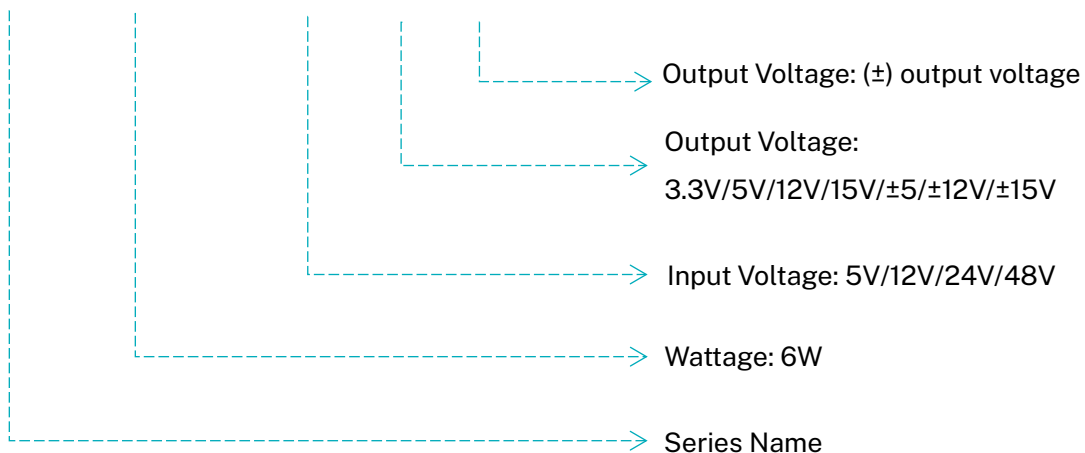 Output Voltage: (±) output voltage
Output Voltage:
3.3V/5V/12V/15V/±5/±12V/±15V
Input Voltage: 5V/12V/24V/48V
Wattage: 6W
Series Name